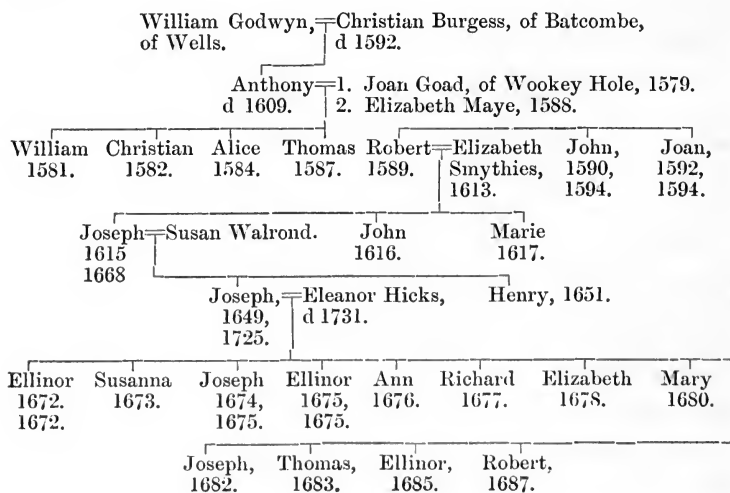 William Godwyn, Christian Burgess, of Batcombe,
of Wells. d 1592.
Anthony 1. Joan Goad, of Wookey Hole, 1579.
d 1609. 2. Elizabeth Maye, 1588.
William Christian Alice Thomas Robert Elizabeth John, Joan,
1581. 1582. 1584. 1587. 1589. Smythies, 1590, 1592,
1613. 1594. 1594.
Joseph Susan Walrond. John Marie
1615 1616. 1617.
1668
Joseph, Eleanor Hicks, Henry, 1651.
1649, d 1731.
1725.
Ellinor Susanna Joseph Ellinor Ann Richard Elizabeth Mary
1672. 1673. 1674, 1675, 1676. 1677. 1678. 1680.
1672. 1675. 1675.
Joseph, Thomas, Ellinor, Robert,
1682. 1683. 1685. 1687.